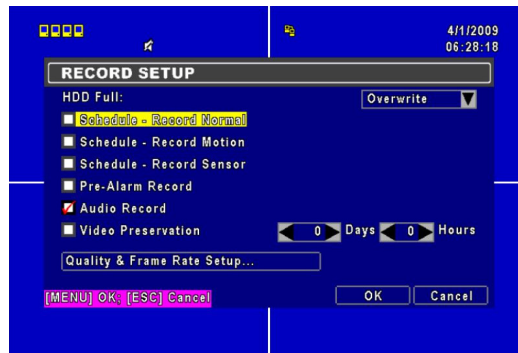 4/1/2009
06:28:18
RECORD SETUP
HDD Full: Overwrite
Schedule - Record Normal
Schedule - Record Motion
Schedule - Record Sensor
Pre-Alarm Record
Audio Record
Video Preservation 0 Days 0 Hours
Quality & Frame Rate Setup...
[MENU] OK; [ESC] Cancel OK Cancel